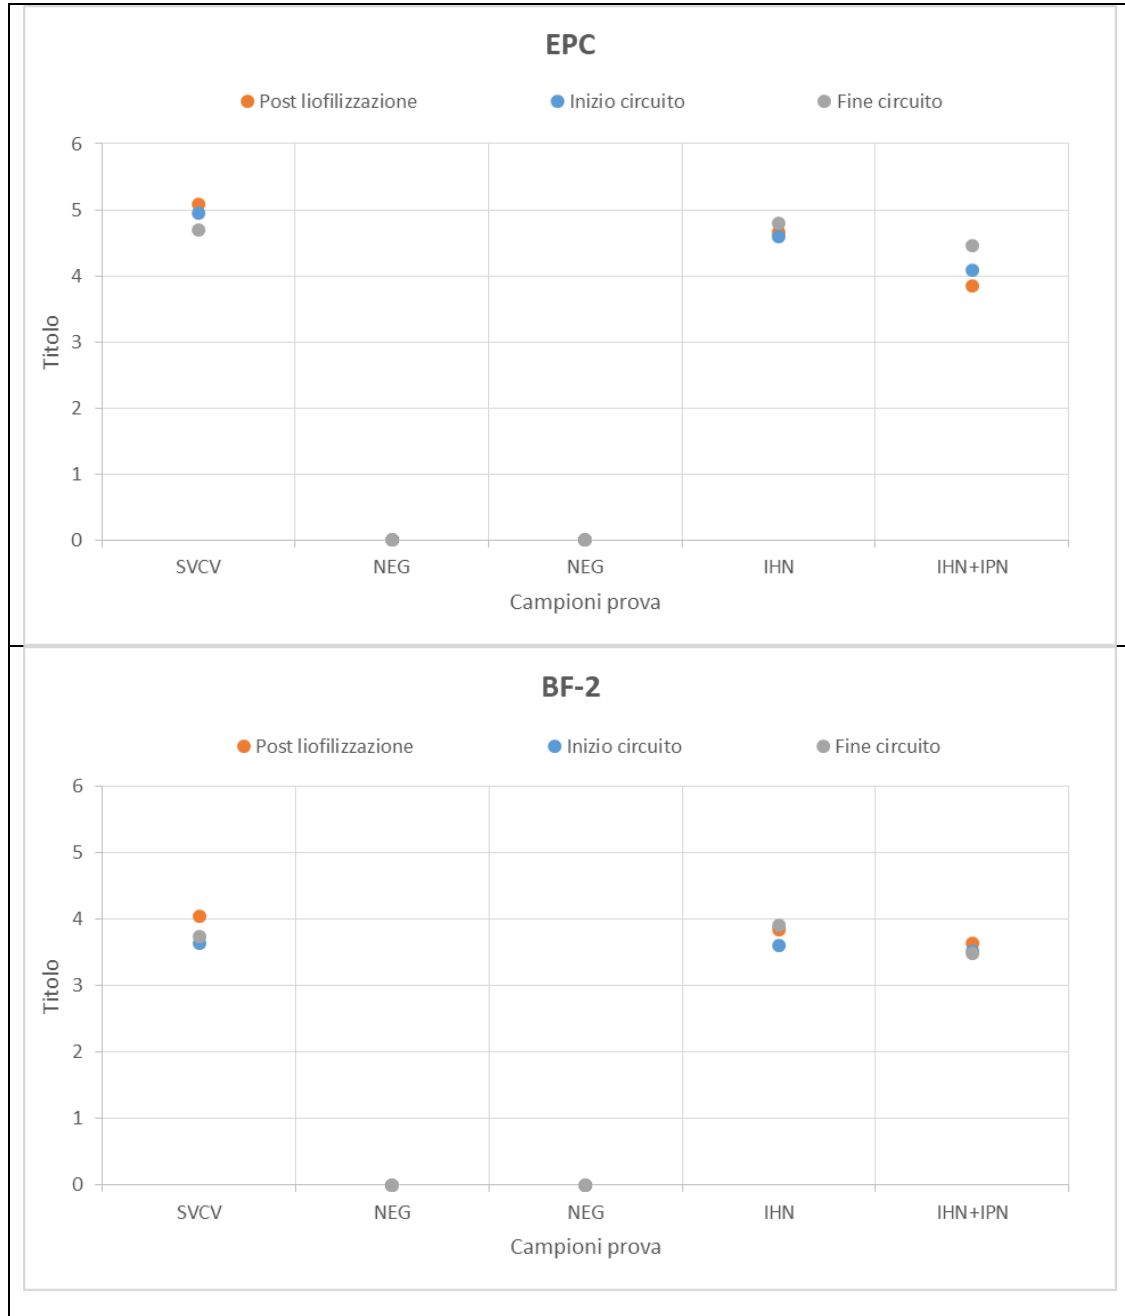 EPC
Post liofilizzazione Inizio circuito Fine circuito
6
5
4
3
2
1
0
Titolo
SVCV NEG NEG IHN IHN+IPN
Campioni prova
BF-2
Post liofilizzazione Inizio circuito Fine circuito
6
5
4
3
2
1
0
Titolo
SVCV NEG NEG IHN IHN+IPN
Campioni prova